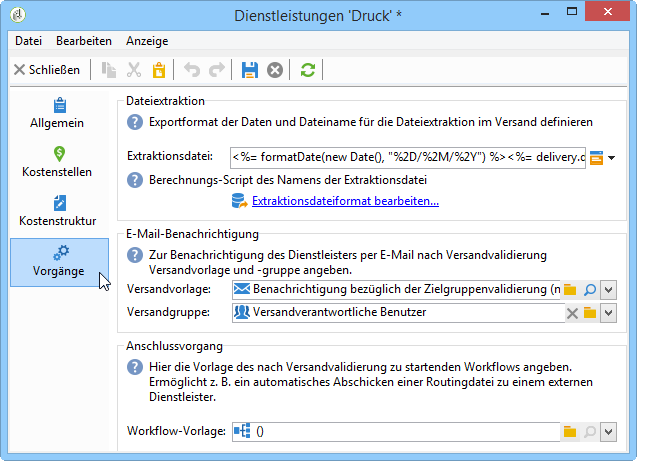 Dienstleistungen 'Druck' *
Datei Bearbeiten Anzeige
Schließen
Allgemein
Kostenstellen
Kostenstruktur
Vorgänge
Dateiextraktion
Exportformat der Daten und Dateiname für die Dateiextraktion im Versand definieren
Extraktionsdatei: <%= formatDate(new Date(), "%2D/%2M/%2Y") %><%= delivery.c
Berechnungs-Script des Namens der Extraktionsdatei
Extraktionsdateiformat bearbeiten...
E-Mail-Benachrichtigung
Zur Benachrichtigung des Dienstleisters per E-Mail nach Versandvalidierung
Versandvorlage und -gruppe angeben.
Versandvorlage: Benachrichtigung bezüglich der Zielgruppenvalidierung (n
Versandgruppe: Versandverantwortliche Benutzer
Anschlussvorgang
Hier die Vorlage des nach Versandvalidierung zu startenden Workflows angeben.
Ermöglicht z. B. ein automatisches Abschicken einer Routingdatei zu einem externen
Dienstleister.
Workflow-Vorlage: ()